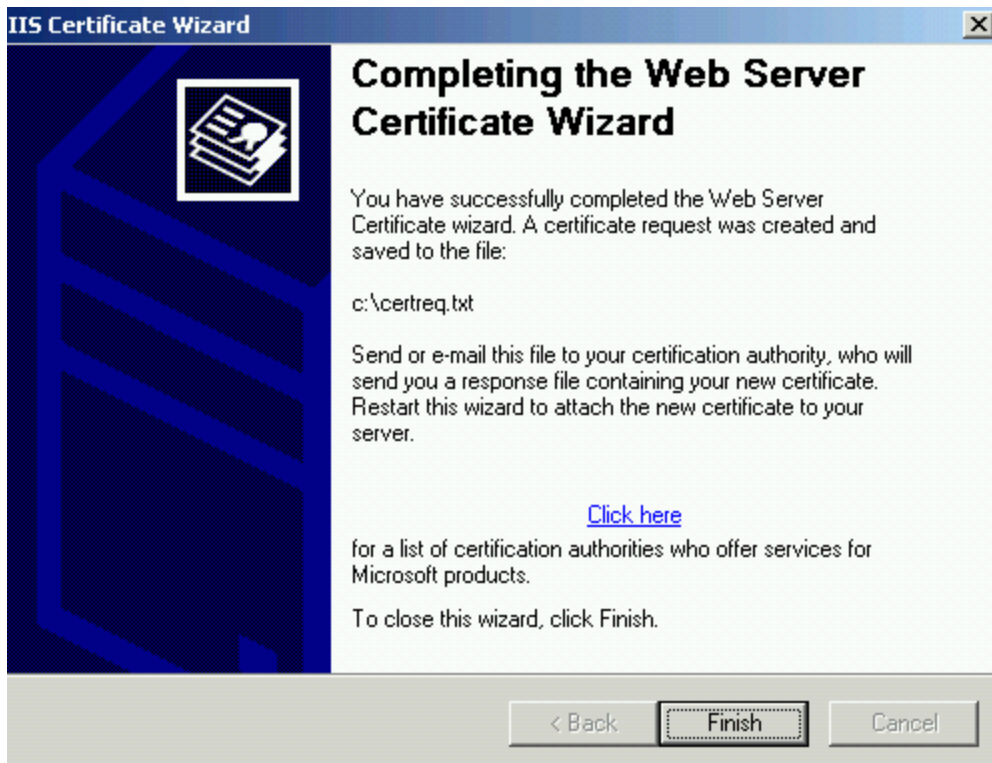 IIS Certificate Wizard
Completing the Web Server
Certificate Wizard
You have successfully completed the Web Server
Certificate wizard. A certificate request was created and
saved to the file:
c:\certreq.txt
Send or e-mail this file to your certification authority, who will
send you a response file containing your new certificate.
Restart this wizard to attach the new certificate to your
server.
Click here
for a list of certification authorities who offer services for
Microsoft products.
To close this wizard, click Finish.
< Back Finish Cancel